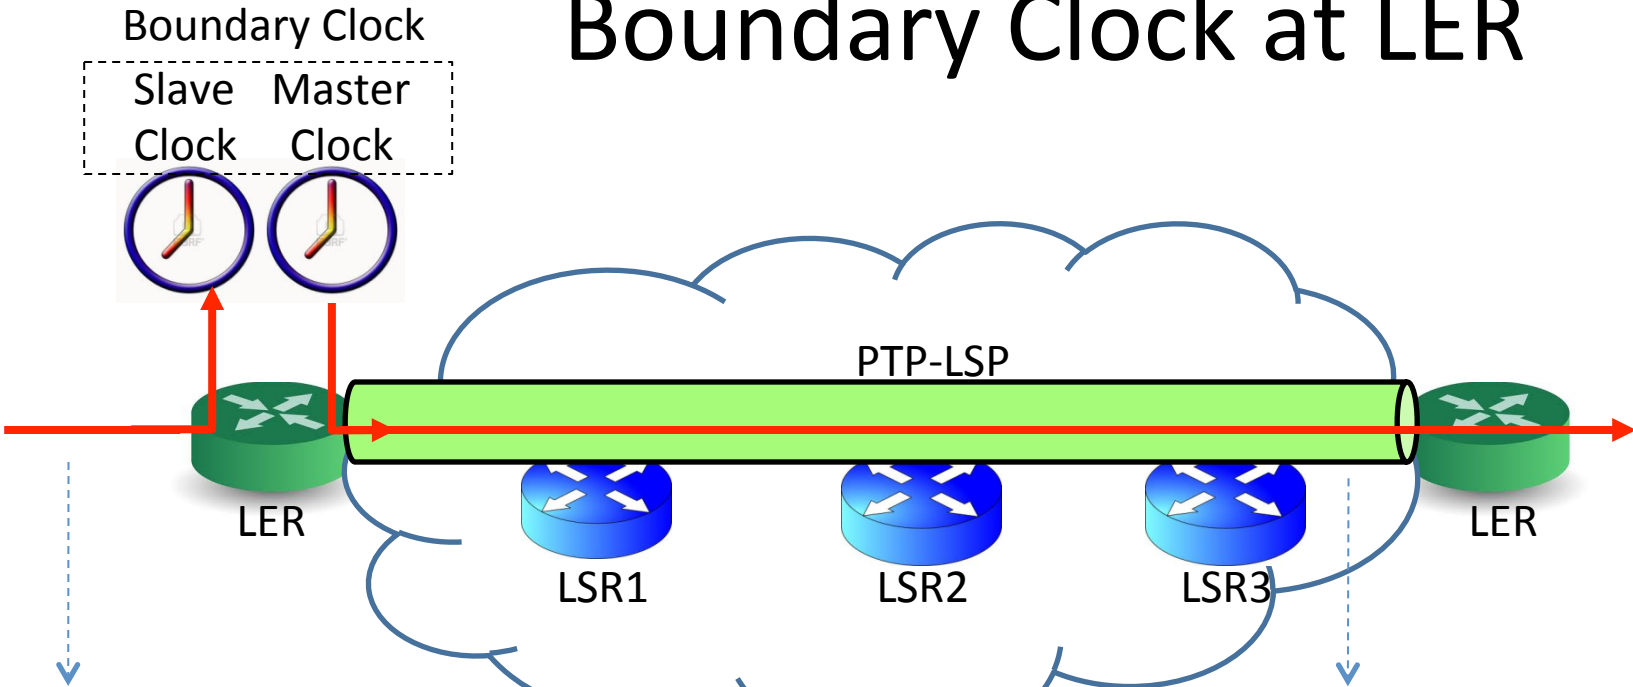 Boundary Clock at LER
Boundary Clock
Slave Master
Clock Clock
PTP-LSP
LER
LER
LSR1
LSR2
LSR3